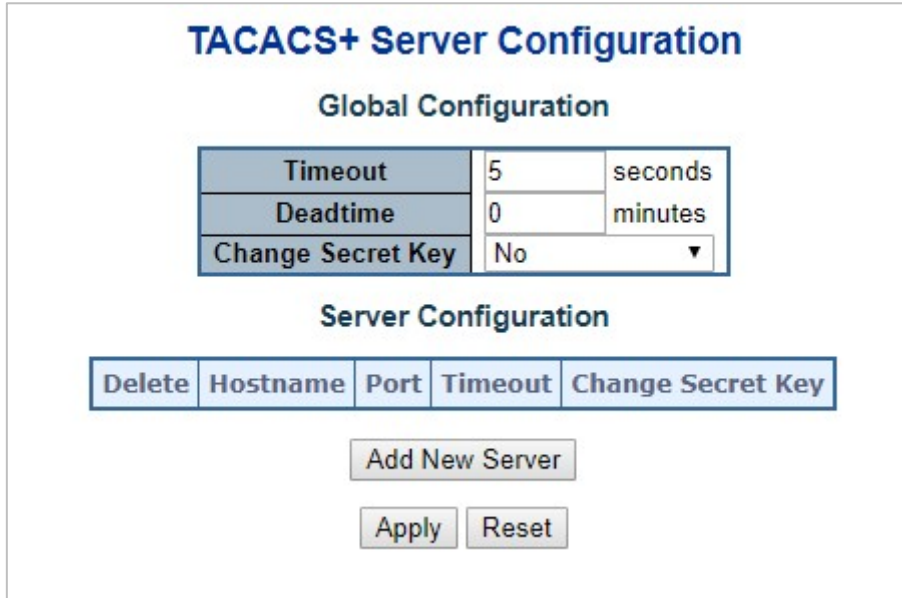 TACACS+ Server Configuration
Global Configuration
Timeout 5 seconds
Deadtime 0 minutes
Change Secret Key No
Server Configuration
Delete Hostname Port Timeout Change Secret Key
Add New Server
Apply Reset